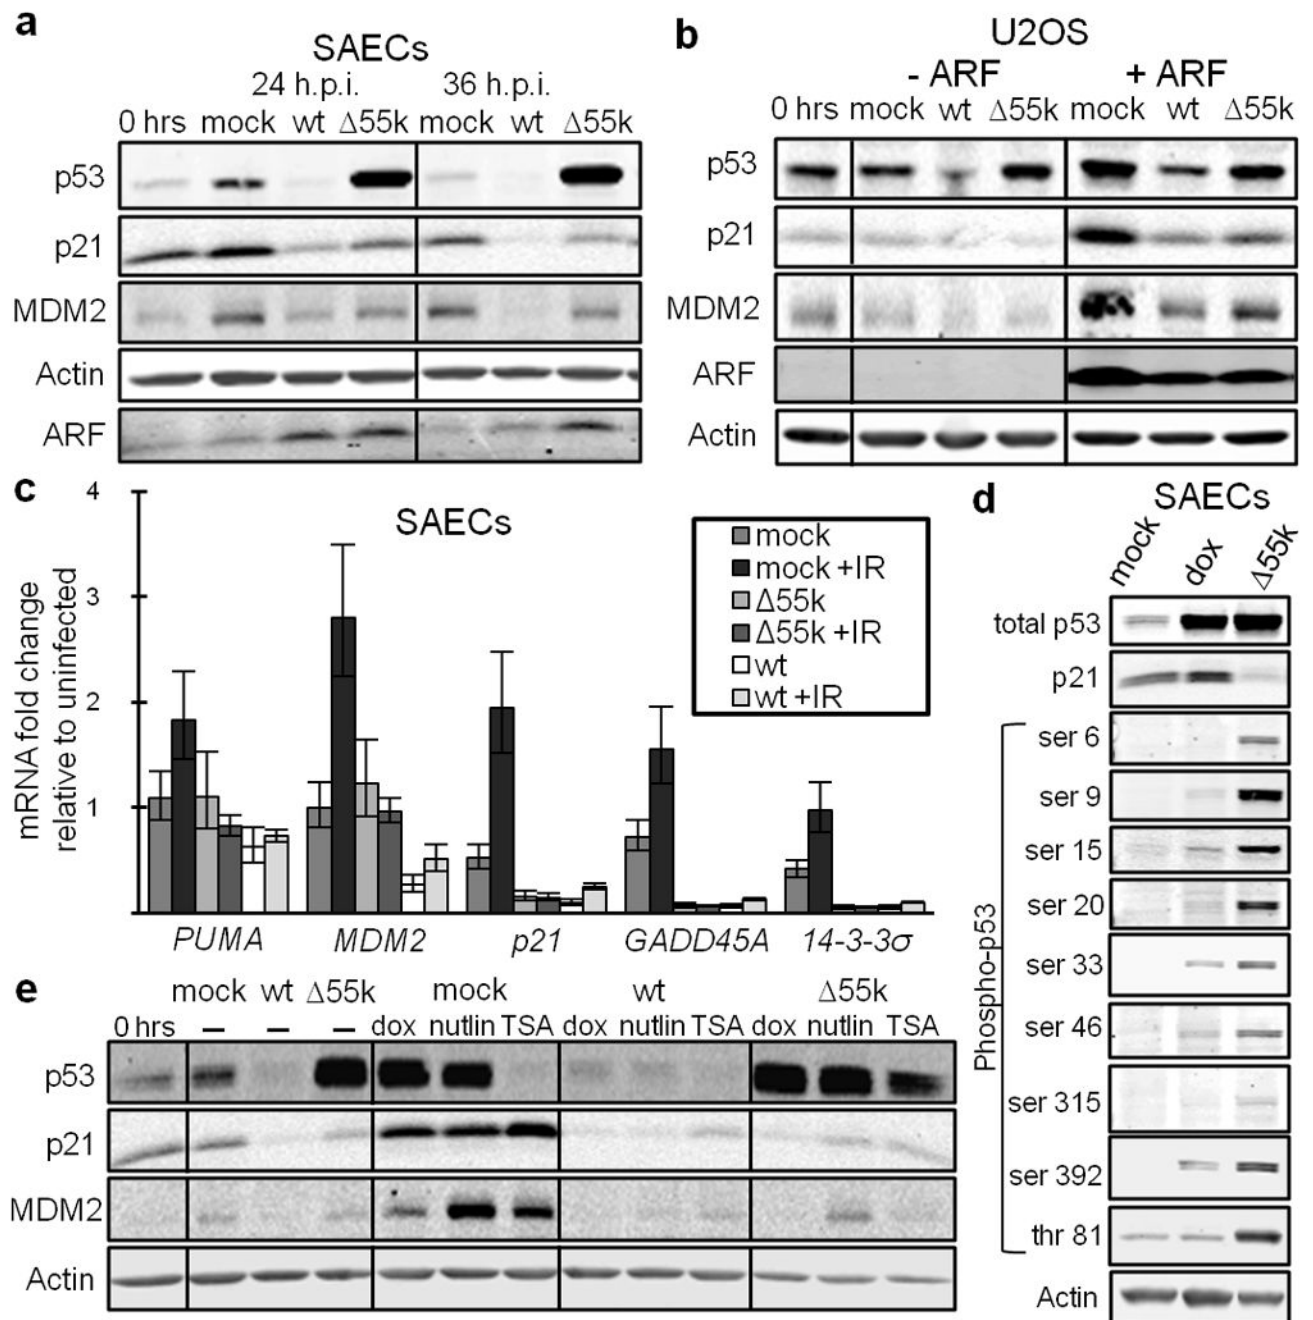 a
SAECs
24 h.p.i. 36 h.p.i.
0 hrs mock wt Δ55k mock wt Δ55k
p53
p21
MDM2
Actin
ARF
b
U2OS
- ARF + ARF
0 hrs mock wt Δ55k mock wt Δ55k
p53
p21
MDM2
ARF
Actin
c
SAECs
mRNA fold change
relative to uninfected
4
3
2
1
mock
mock +IR
Δ55k
Δ55k +IR
wt
wt +IR
PUMA MDM2 p21 GADD45A 14-3-3σ
d
SAECs
mock dox Δ55k
total p53
p21
Phospho-p53
ser 6
ser 9
ser 15
ser 20
ser 33
ser 46
ser 315
ser 392
thr 81
Actin
e
mock wt Δ55k mock wt Δ55k
0 hrs – – – dox nutlin TSA dox nutlin TSA dox nutlin TSA
p53
p21
MDM2
Actin